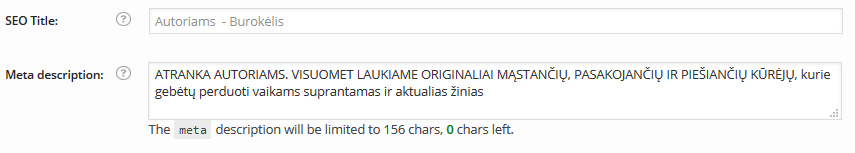 SEO Title: ? Autoriams - Burokėlis
Meta description: ? ATRANKA AUTORIAMS. VISUOMET LAUKIAME ORIGINALIAI MĄSTANČIŲ, PASAKOJANČIŲ IR PIEŠIANČIŲ KŪRĖJŲ, kurie
gebėtų perduoti vaikams suprantamas ir aktualias žinias
The meta description will be limited to 156 chars, 0 chars left.